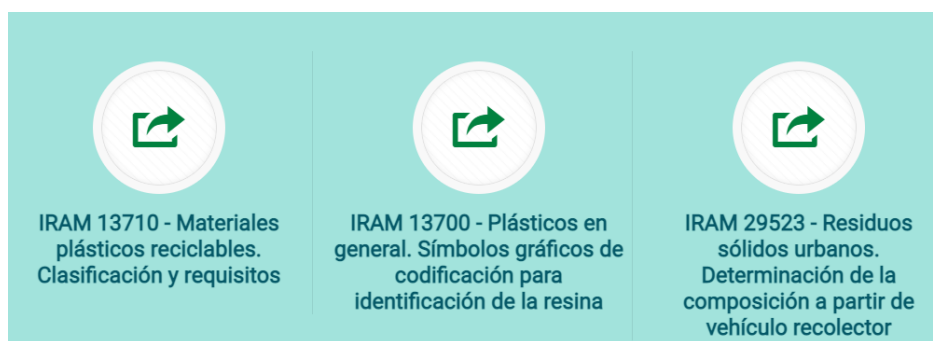 IRAM 13710 - Materiales
plásticos reciclables.
Clasificación y requisitos
IRAM 13700 - Plásticos en
general. Símbolos gráficos de
codificación para
identificación de la resina
IRAM 29523 - Residuos
sólidos urbanos.
Determinación de la
composición a partir de
vehículo recolector